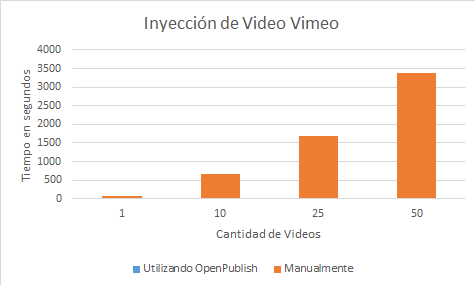 Inyección de Video Vimeo
4000
3500
3000
2500
2000
1500
1000
500
0
Tiempo en segundos
1 10 25 50
Cantidad de Videos
Utilizando OpenPublish Manualmente